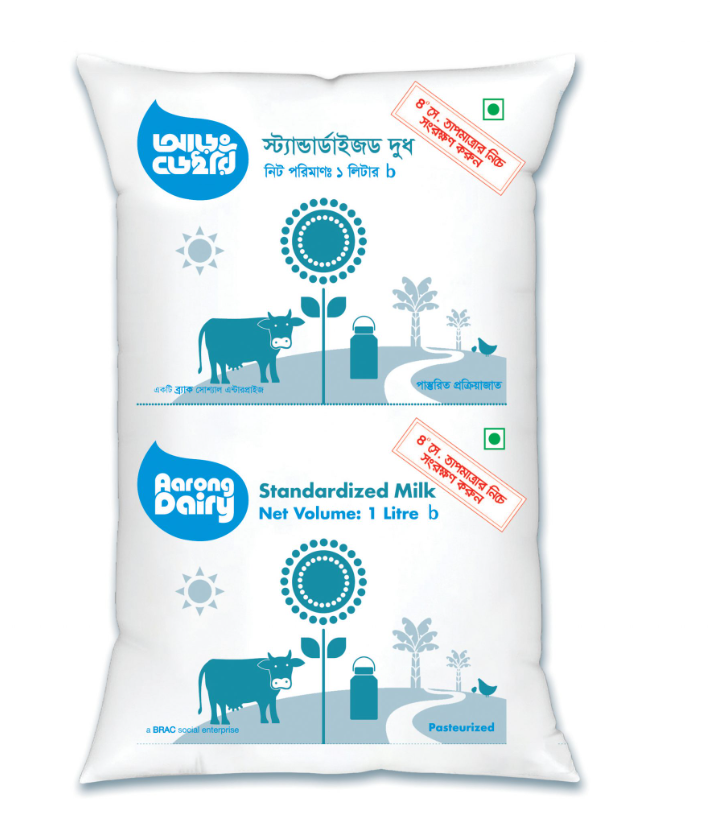 আড়ং
ডেইরি
স্ট্যান্ডার্ডাইজড দুধ
নিট পরিমাণঃ ১ লিটার b
৪° সে. তাপমাত্রার নিচে
সংরক্ষণ করুন
একটি ব্র্যাক সোশ্যাল এন্টারপ্রাইজ
পাস্তুরিত প্রক্রিয়াজাত
Aarong
Dairy
Standardized Milk
Net Volume: 1 Litre b
৪° সে. তাপমাত্রার নিচে
সংরক্ষণ করুন
a BRAC social enterprise
Pasteurized